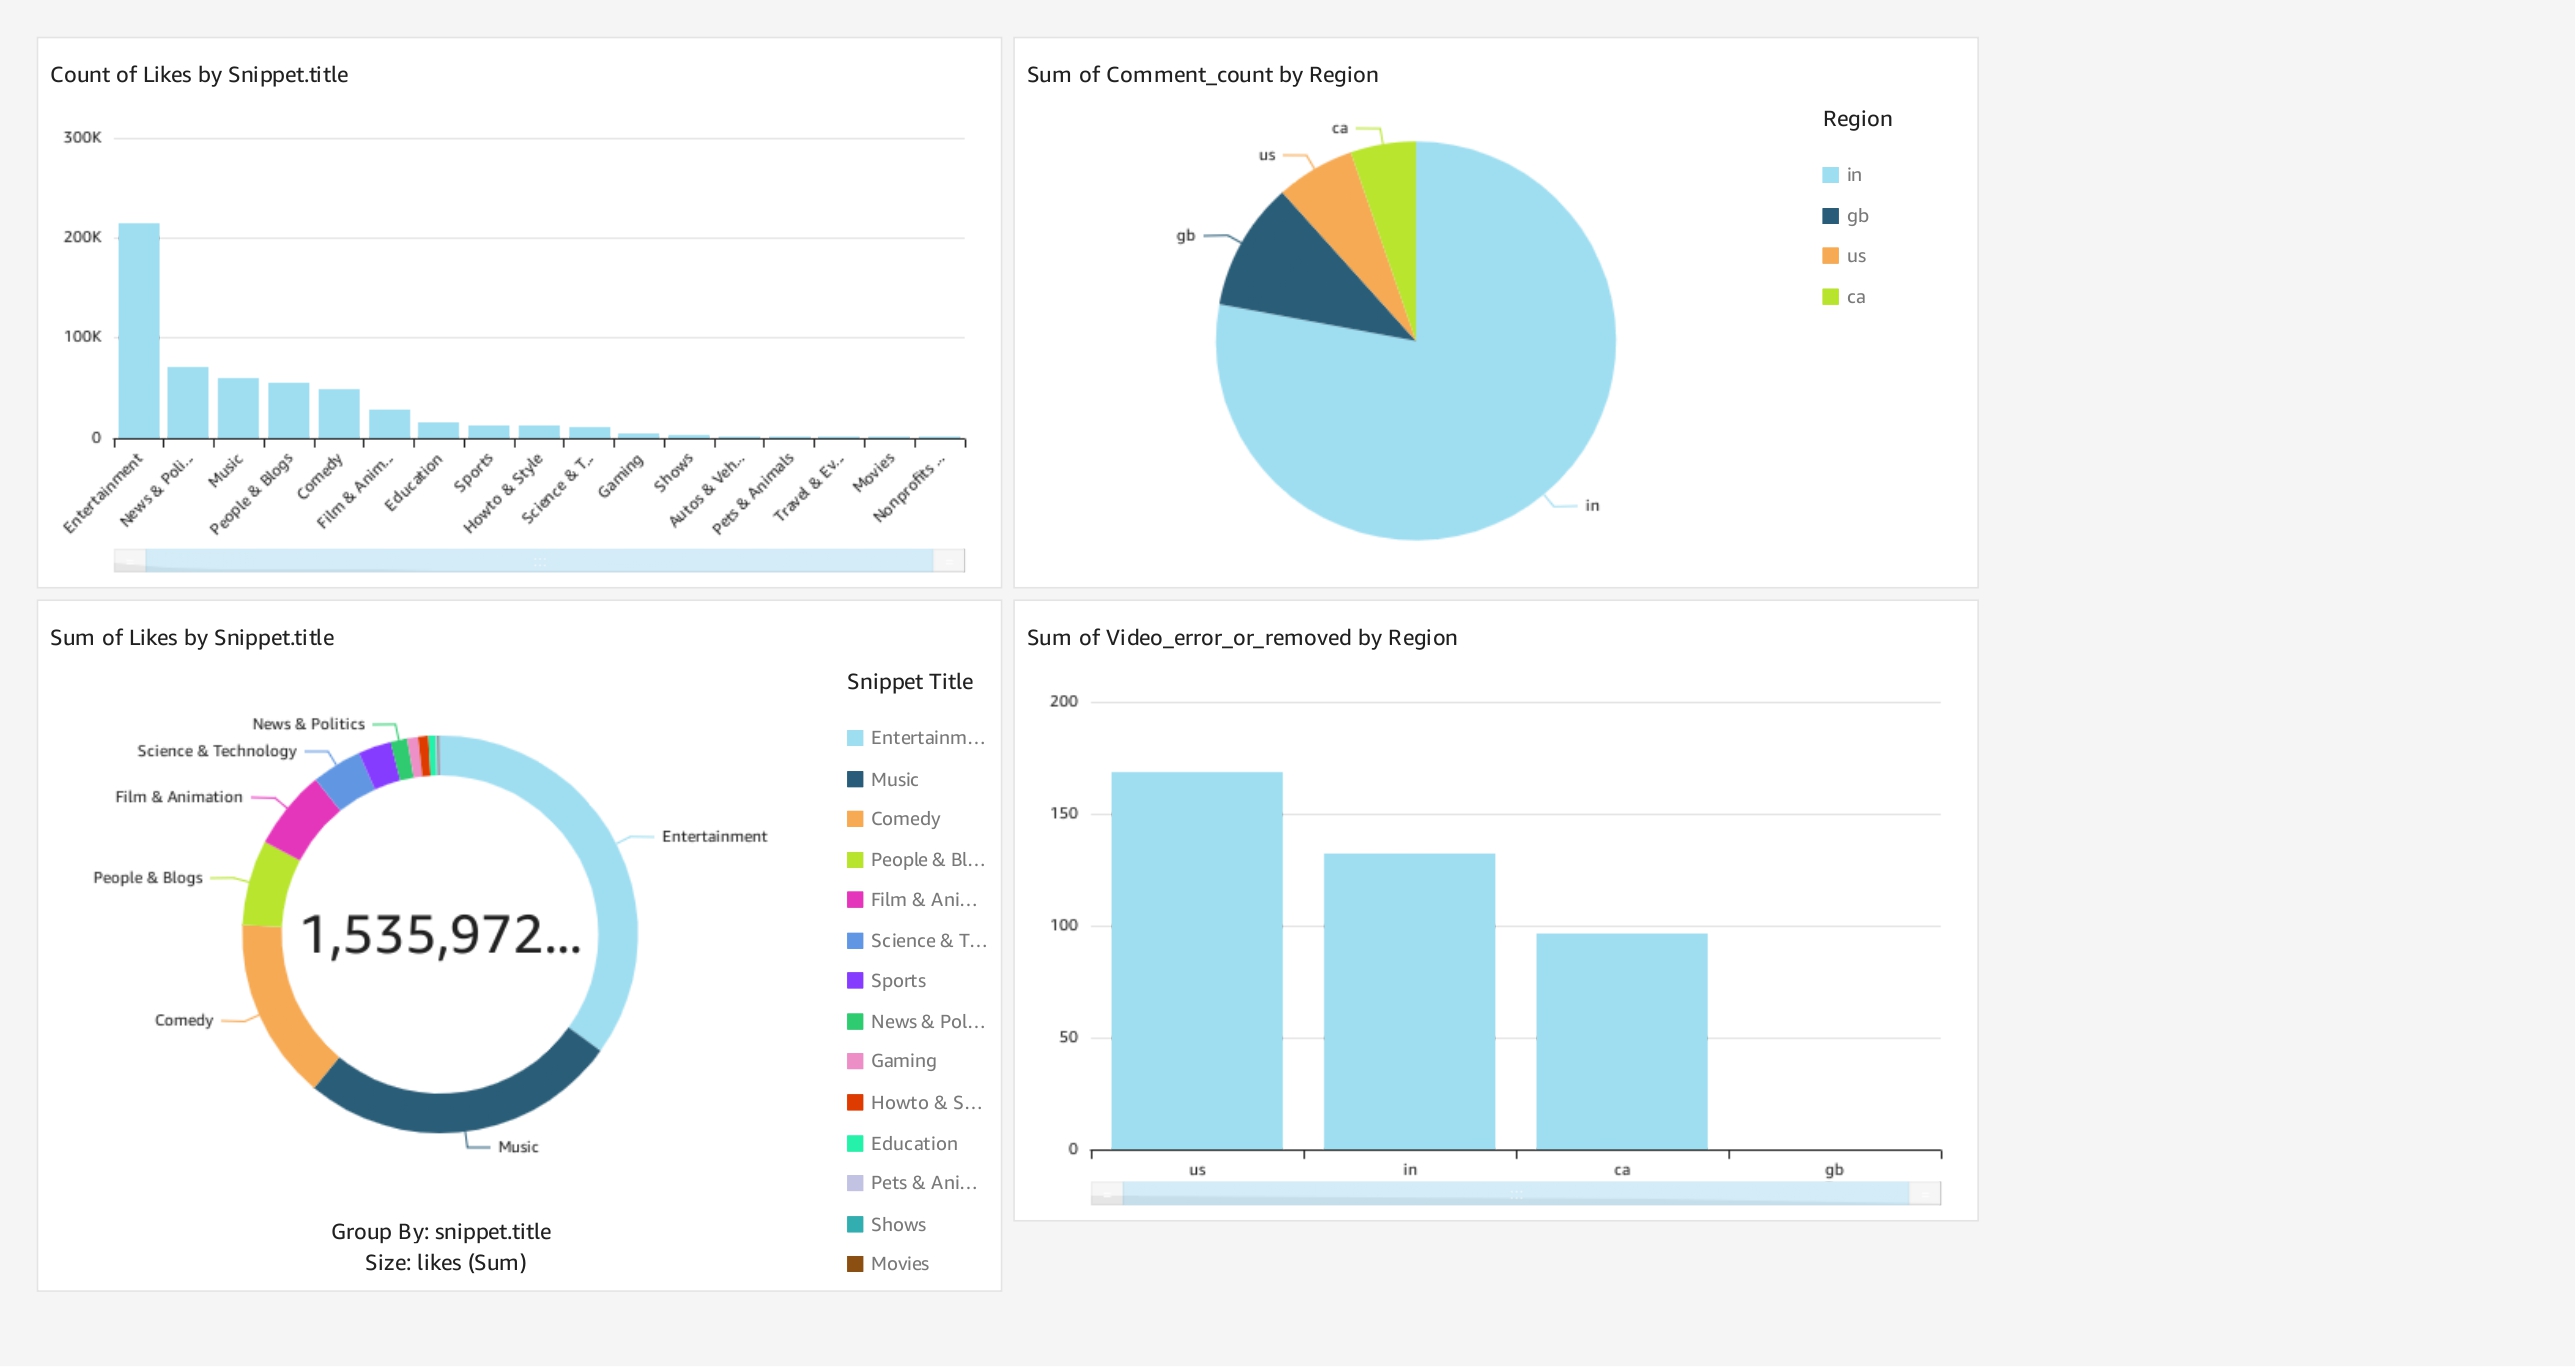 Count of Likes by Snippet.title
300K
200K
100K
0
Entertainment
News & Poli...
Music
People & Blogs
Comedy
Film & Anim...
Education
Sports
Howto & Style
Science & T...
Gaming
Shows
Autos & Veh...
Pets & Animals
Travel & Ev...
Movies
Nonprofits ...
Sum of Comment_count by Region
ca
us
gb
in
Region
in
gb
us
ca
Sum of Likes by Snippet.title
News & Politics
Science & Technology
Film & Animation
People & Blogs
Comedy
Music
Entertainment
1,535,972...
Group By: snippet.title
Size: likes (Sum)
Snippet Title
Entertainm...
Music
Comedy
People & Bl...
Film & Ani...
Science & T...
Sports
News & Pol...
Gaming
Howto & S...
Education
Pets & Ani...
Shows
Movies
Sum of Video_error_or_removed by Region
200
150
100
50
0
us
in
ca
gb